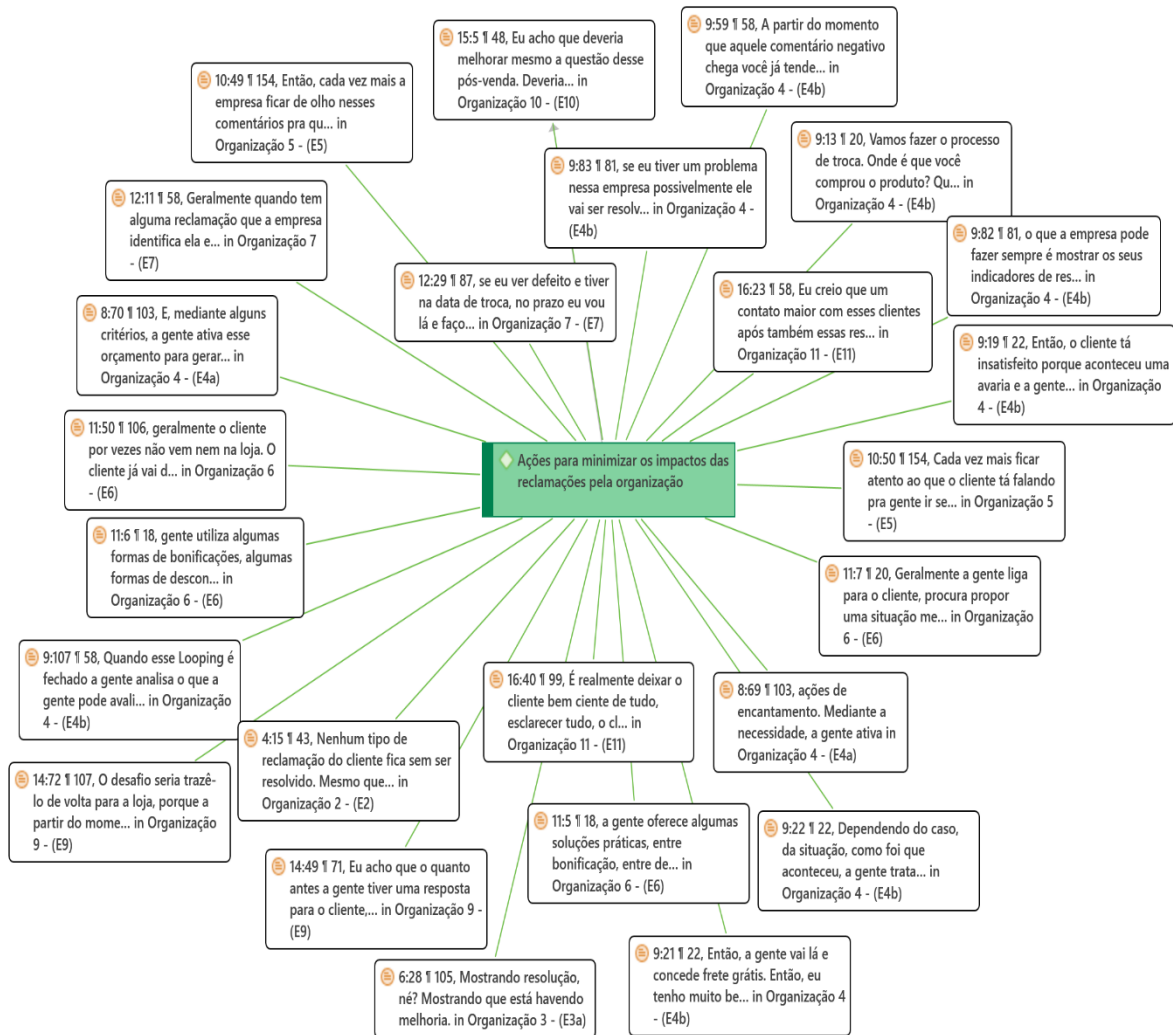 15:5 ¶ 48, Eu acho que deveria
melhorar mesmo a questão desse
pós-venda. Deveria... in
Organização 10 - (E10)
9:59 ¶ 58, A partir do momento
que aquele comentário negativo
chega você já tende... in
Organização 4 - (E4b)
10:49 ¶ 154, Então, cada vez mais a
empresa ficar de olho nesses
comentários pra qu... in
Organização 5 - (E5)
9:13 ¶ 20, Vamos fazer o processo
de troca. Onde é que você
comprou o produto? Qu... in
Organização 4 - (E4b)
9:83 ¶ 81, se eu tiver um problema
nessa empresa possivelmente ele
vai ser resolv... in Organização 4 -
(E4b)
12:11 ¶ 58, Geralmente quando tem
alguma reclamação que a empresa
identifica ela e... in Organização 7
- (E7)
9:82 ¶ 81, o que a empresa pode
fazer sempre é mostrar os seus
indicadores de res... in
Organização 4 - (E4b)
12:29 ¶ 87, se eu ver defeito e tiver
na data de troca, no prazo eu vou
lá e faço... in Organização 7 - (E7)
16:23 ¶ 58, Eu creio que um
contato maior com esses clientes
após também essas res... in
Organização 11 - (E11)
8:70 ¶ 103, E, mediante alguns
critérios, a gente ativa esse
orçamento para gerar... in
Organização 4 - (E4a)
9:19 ¶ 22, Então, o cliente tá
insatisfeito porque aconteceu uma
avaria e a gente... in Organização
4 - (E4b)
11:50 ¶ 106, geralmente o cliente
por vezes não vem nem na loja. O
cliente já vai d... in Organização 6
- (E6)
Ações para minimizar os impactos das
reclamações pela organização
10:50 ¶ 154, Cada vez mais ficar
atento ao que o cliente tá falando
pra gente ir se... in Organização 5
- (E5)
11:6 ¶ 18, gente utiliza algumas
formas de bonificações, algumas
formas de descon... in
Organização 6 - (E6)
11:7 ¶ 20, Geralmente a gente liga
para o cliente, procura propor
uma situação me... in Organização
6 - (E6)
9:107 ¶ 58, Quando esse Looping é
fechado a gente analisa o que a
gente pode avali... in Organização
4 - (E4b)
16:40 ¶ 99, É realmente deixar o
cliente bem ciente de tudo,
esclarecer tudo, o cl... in
Organização 11 - (E11)
8:69 ¶ 103, ações de
encantamento. Mediante a
necessidade, a gente ativa in
Organização 4 - (E4a)
4:15 ¶ 43, Nenhum tipo de
reclamação do cliente fica sem ser
resolvido. Mesmo que... in
Organização 2 - (E2)
14:72 ¶ 107, O desafio seria trazê-
lo de volta para a loja, porque a
partir do mome... in Organização
9 - (E9)
11:5 ¶ 18, a gente oferece algumas
soluções práticas, entre
bonificação, entre de... in
Organização 6 - (E6)
9:22 ¶ 22, Dependendo do caso,
da situação, como foi que
aconteceu, a gente trata... in
Organização 4 - (E4b)
14:49 ¶ 71, Eu acho que o quanto
antes a gente tiver uma resposta
para o cliente,... in Organização 9 -
(E9)
9:21 ¶ 22, Então, a gente vai lá e
concede frete grátis. Então, eu
tenho muito be... in Organização 4
- (E4b)
6:28 ¶ 105, Mostrando resolução,
né? Mostrando que está havendo
melhoria. in Organização 3 - (E3a)